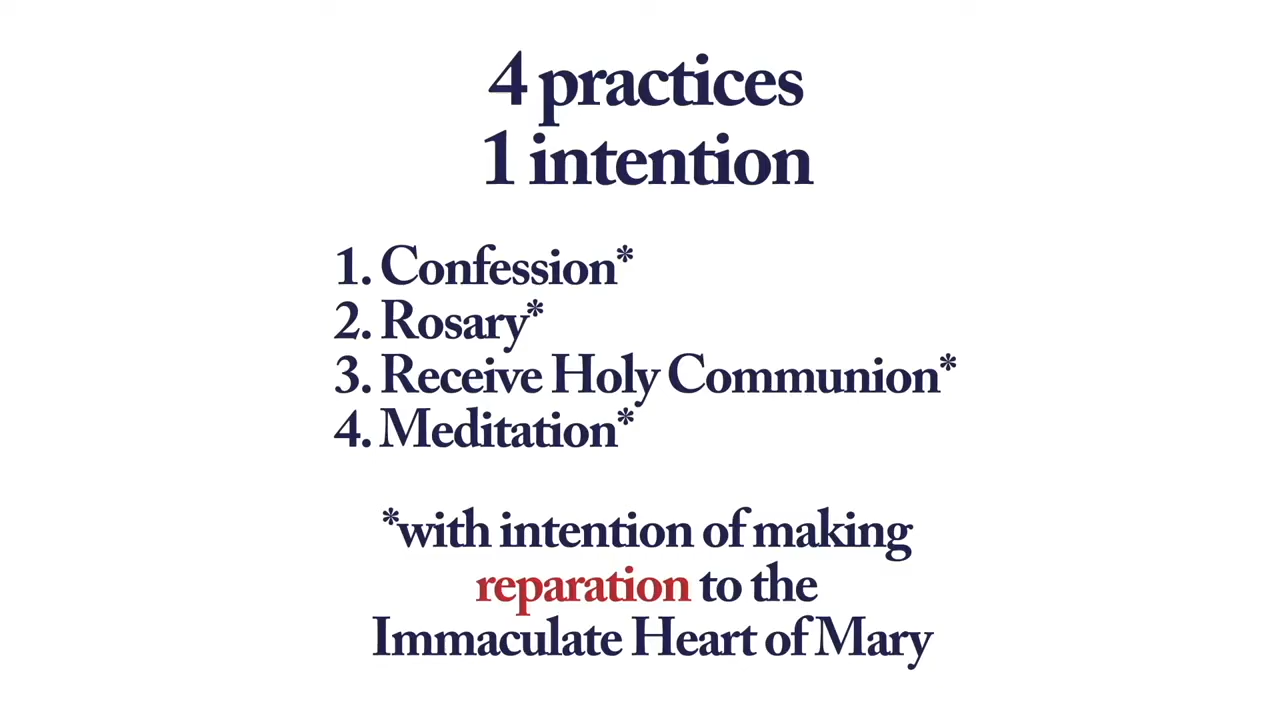 4 practices
1 intention
1. Confession*
2. Rosary*
3. Receive Holy Communion*
4. Meditation*
*with intention of making
reparation to the
Immaculate Heart of Mary